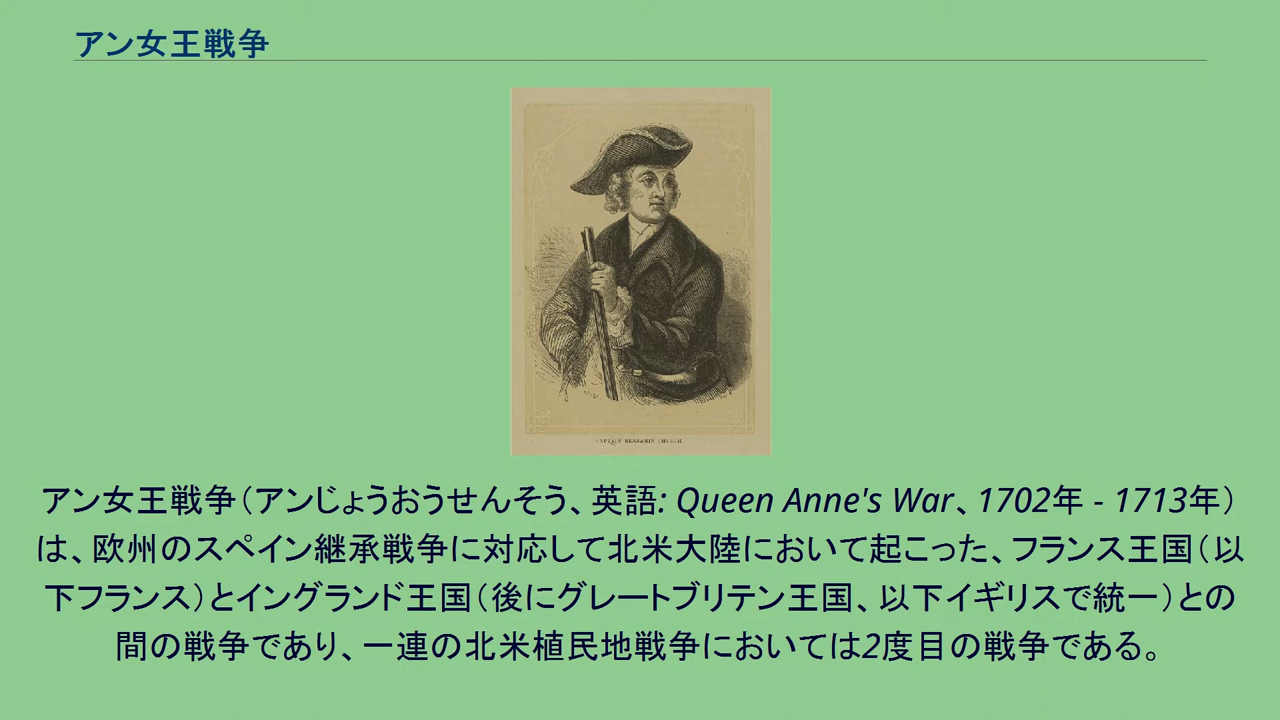 アン女王戦争
CAPTAIN BENJAMIN CHURCH
アン女王戦争（アンじょうおうせんそう、英語: Queen Anne's War、1702年 - 1713年）
は、欧州のスペイン継承戦争に対応して北米大陸において起こった、フランス王国（以
下フランス）とイングランド王国（後にグレートブリテン王国、以下イギリスで統一）との
間の戦争であり、一連の北米植民地戦争においては2度目の戦争である。